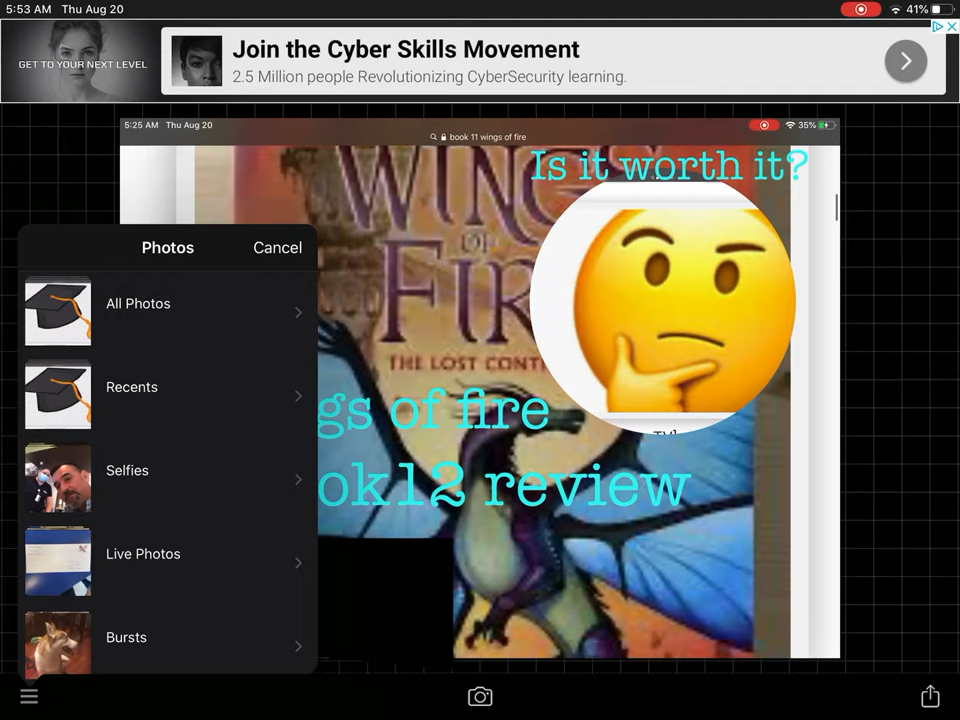 5:53 AM Thu Aug 20
41%
GET TO YOUR NEXT LEVEL
Join the Cyber Skills Movement
2.5 Million people Revolutionizing CyberSecurity learning.
5:25 AM Thu Aug 20
35%
book 11 wings of fire
Is it worth it?
WINGS
OF
FIR
THE LOST CONTI
gs of fire
ok12 review
Photos
Cancel
All Photos
Recents
Selfies
Live Photos
Bursts